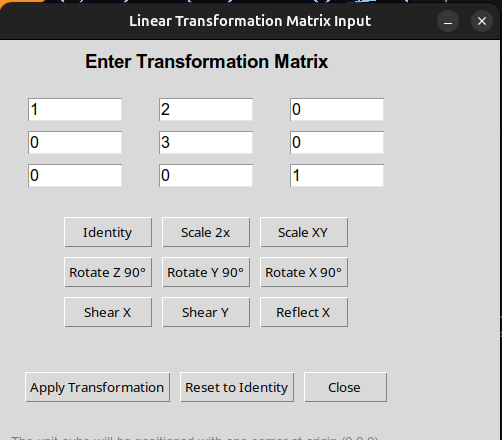 Linear Transformation Matrix Input
Enter Transformation Matrix
1 2 0
0 3 0
0 0 1
Identity Scale 2x Scale XY
Rotate Z 90° Rotate Y 90° Rotate X 90°
Shear X Shear Y Reflect X
Apply Transformation Reset to Identity Close
The unit cube will be positioned with one corner at origin (0,0,0)